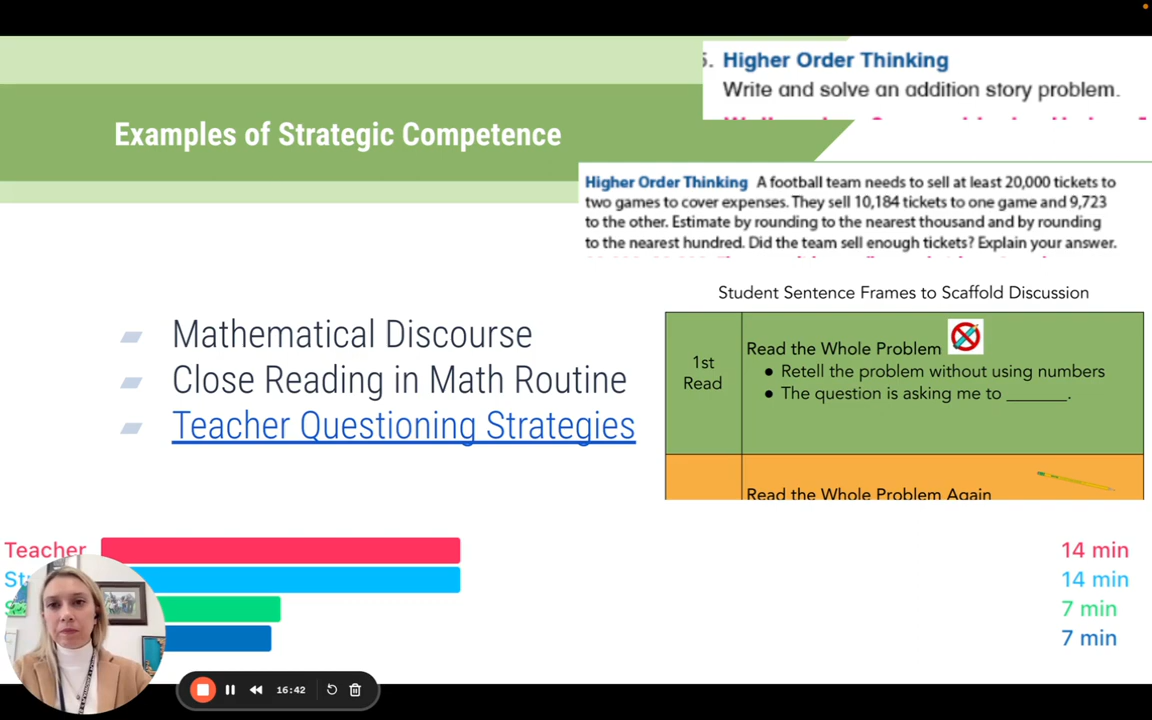 5. Higher Order Thinking
Write and solve an addition story problem.
Examples of Strategic Competence
Higher Order Thinking A football team needs to sell at least 20,000 tickets to
two games to cover expenses. They sell 10,184 tickets to one game and 9,723
to the other. Estimate by rounding to the nearest thousand and by rounding
to the nearest hundred. Did the team sell enough tickets? Explain your answer.
Mathematical Discourse
Close Reading in Math Routine
Teacher Questioning Strategies
Student Sentence Frames to Scaffold Discussion
1st
Read
Read the Whole Problem
• Retell the problem without using numbers
• The question is asking me to _______.
Read the Whole Problem Again
Teacher
14 min
14 min
7 min
7 min
16:42